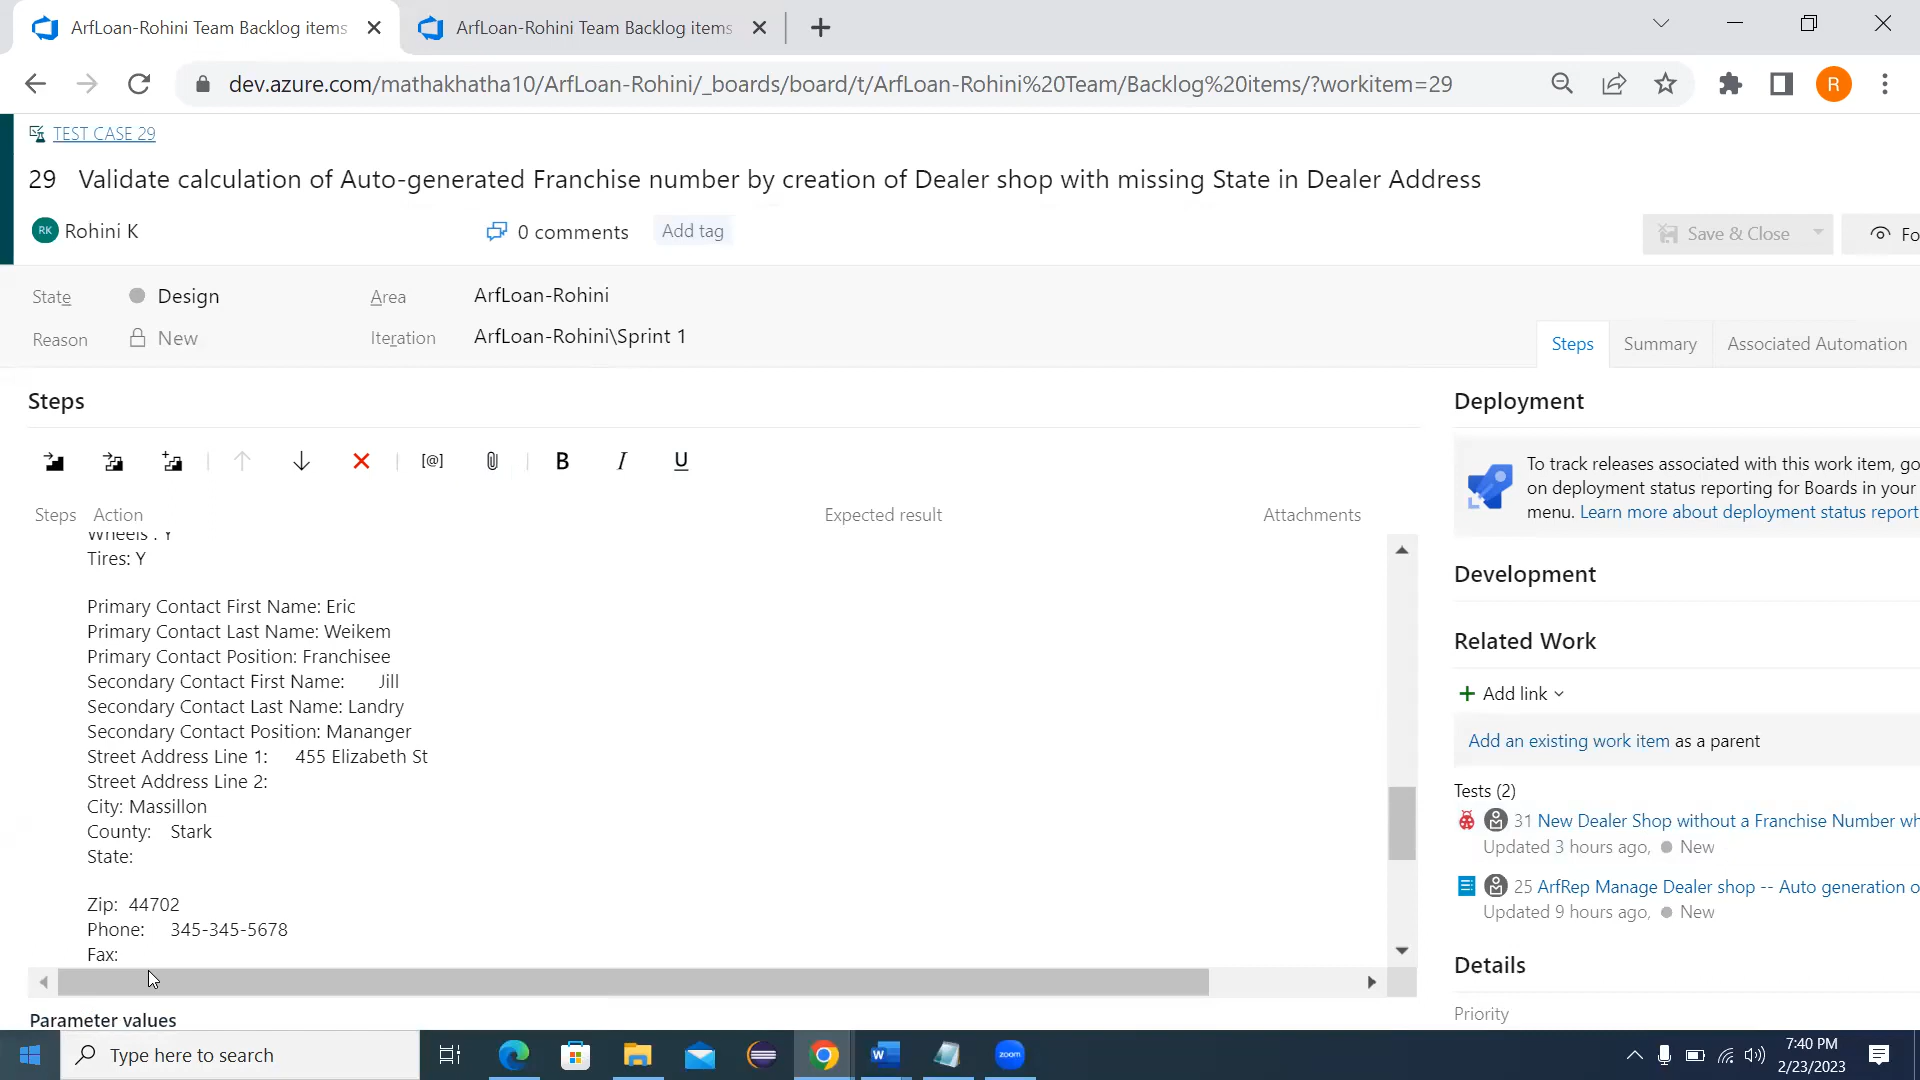 ArfLoan-Rohini Team Backlog items
ArfLoan-Rohini Team Backlog items
dev.azure.com/mathakhatha10/ArfLoan-Rohini/_boards/board/t/ArfLoan-Rohini%20Team/Backlog%20items/?workitem=29
R
TEST CASE 29
29 Validate calculation of Auto-generated Franchise number by creation of Dealer shop with missing State in Dealer Address
RK Rohini K
0 comments
Add tag
Save & Close
Fo
State
Design
Area
ArfLoan-Rohini
Reason
New
Iteration
ArfLoan-Rohini\Sprint 1
Steps
Summary
Associated Automation
Steps
[@]
B
I
U
Steps Action
Expected result
Attachments
Wheels : Y
Tires: Y
Primary Contact First Name: Eric
Primary Contact Last Name: Weikem
Primary Contact Position: Franchisee
Secondary Contact First Name: Jill
Secondary Contact Last Name: Landry
Secondary Contact Position: Mananger
Street Address Line 1: 455 Elizabeth St
Street Address Line 2:
City: Massillon
County: Stark
State:
Zip: 44702
Phone: 345-345-5678
Fax:
Parameter values
Deployment
To track releases associated with this work item, go
on deployment status reporting for Boards in your
menu. Learn more about deployment status report
Development
Related Work
Add link
Add an existing work item as a parent
Tests (2)
31 New Dealer Shop without a Franchise Number wh
Updated 3 hours ago, New
25 ArfRep Manage Dealer shop -- Auto generation o
Updated 9 hours ago, New
Details
Priority
Type here to search
W
zoom
7:40 PM
2/23/2023